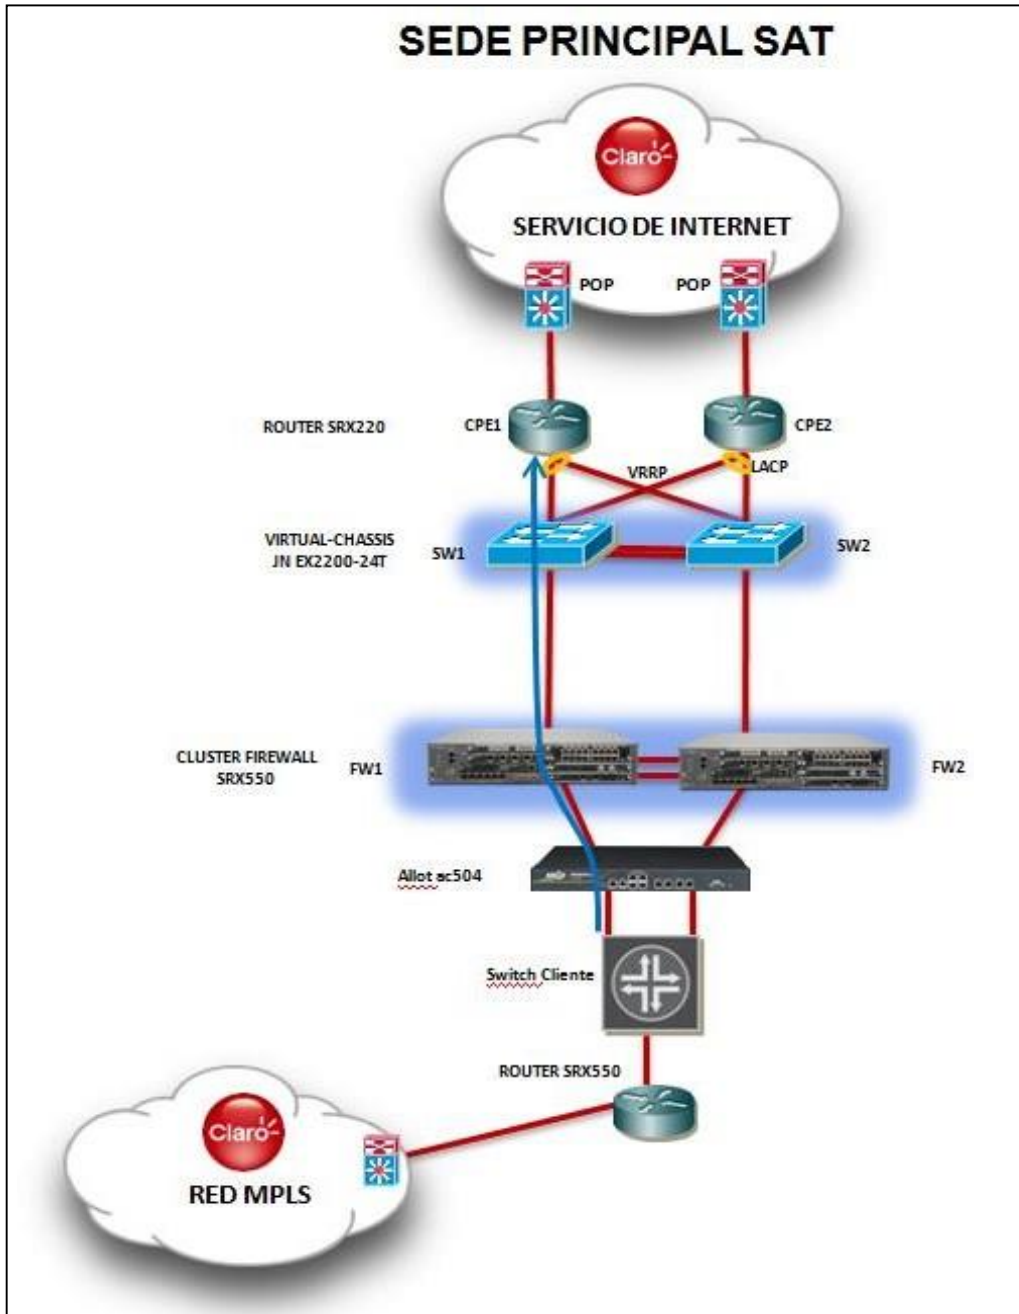 SEDE PRINCIPAL SAT
Claro
SERVICIO DE INTERNET
POP
POP
ROUTER SRX220
CPE1
CPE2
VRRP
LACP
VIRTUAL-CHASSIS
JN EX2200-24T
SW1
SW2
CLUSTER FIREWALL
SRX550
FW1
FW2
Allot ac504
Switch Cliente
ROUTER SRX550
Claro
RED MPLS